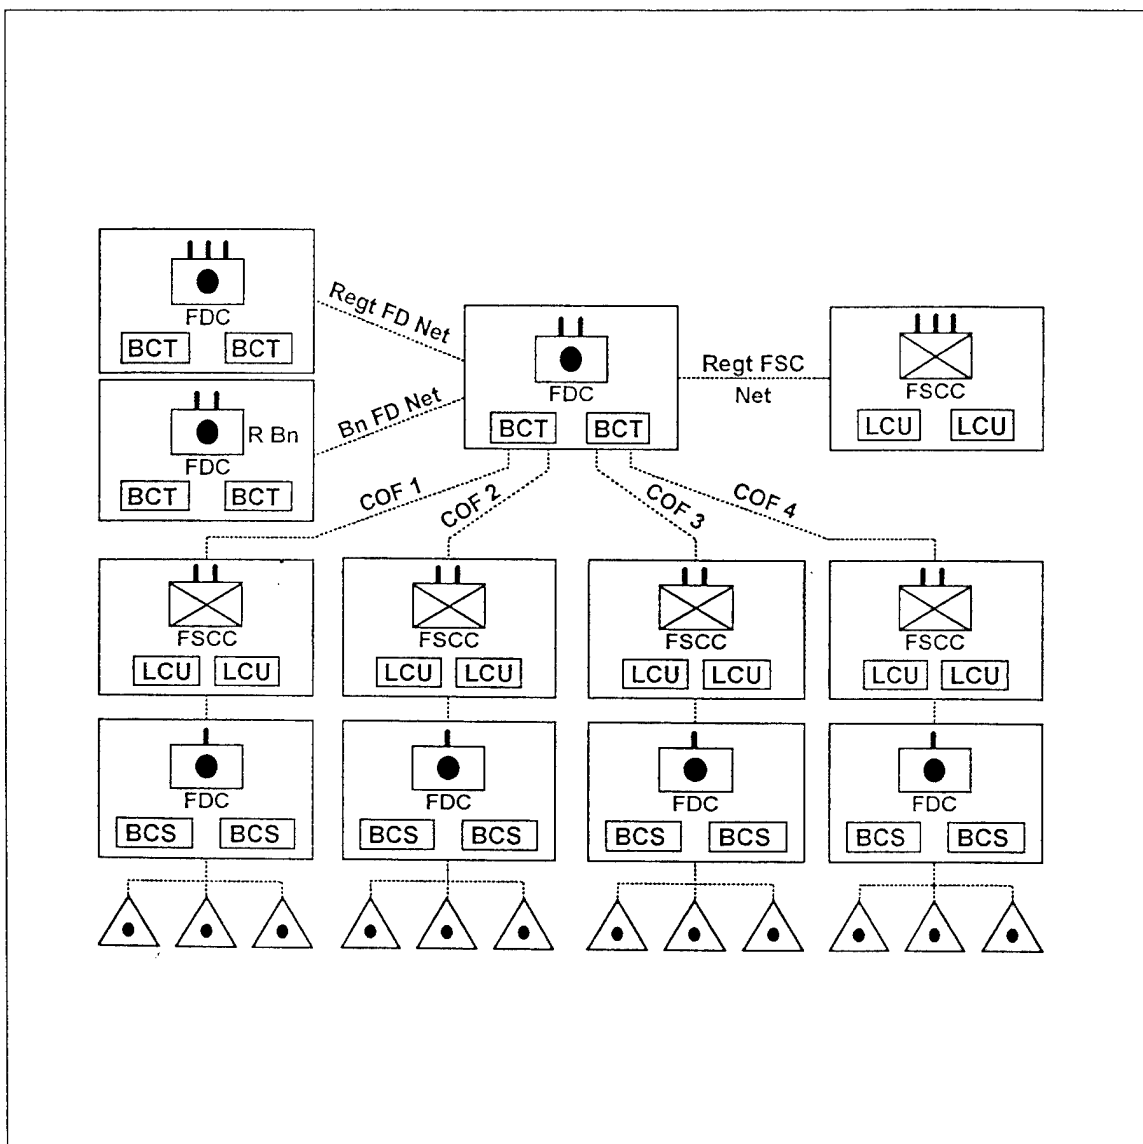 FDC
BCT BCT
Regt FD Net
R Bn
FDC
BCT BCT
Bn FD Net
FDC
BCT BCT
Regt FSC
Net
FSCC
LCU LCU
COF 1
COF 2
COF 3
COF 4
FSCC
LCU LCU
FSCC
LCU LCU
FSCC
LCU LCU
FSCC
LCU LCU
FDC
BCS BCS
FDC
BCS BCS
FDC
BCS BCS
FDC
BCS BCS